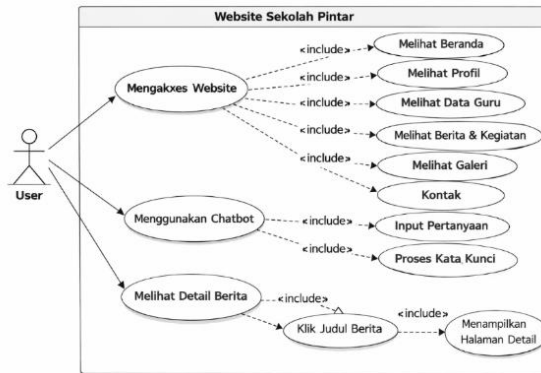 Website Sekolah Pintar
Mengakxes Website
<include>
Melihat Beranda
<include>
Melihat Profil
<include>
Melihat Data Guru
<include>
Melihat Berita & Kegiatan
<include>
Melihat Galeri
<include>
Kontak
User
Menggunakan Chatbot
<include>
Input Pertanyaan
<include>
Proses Kata Kunci
Melihat Detail Berita
<include>
Klik Judul Berita
<include>
Menampilkan
Halaman Detail